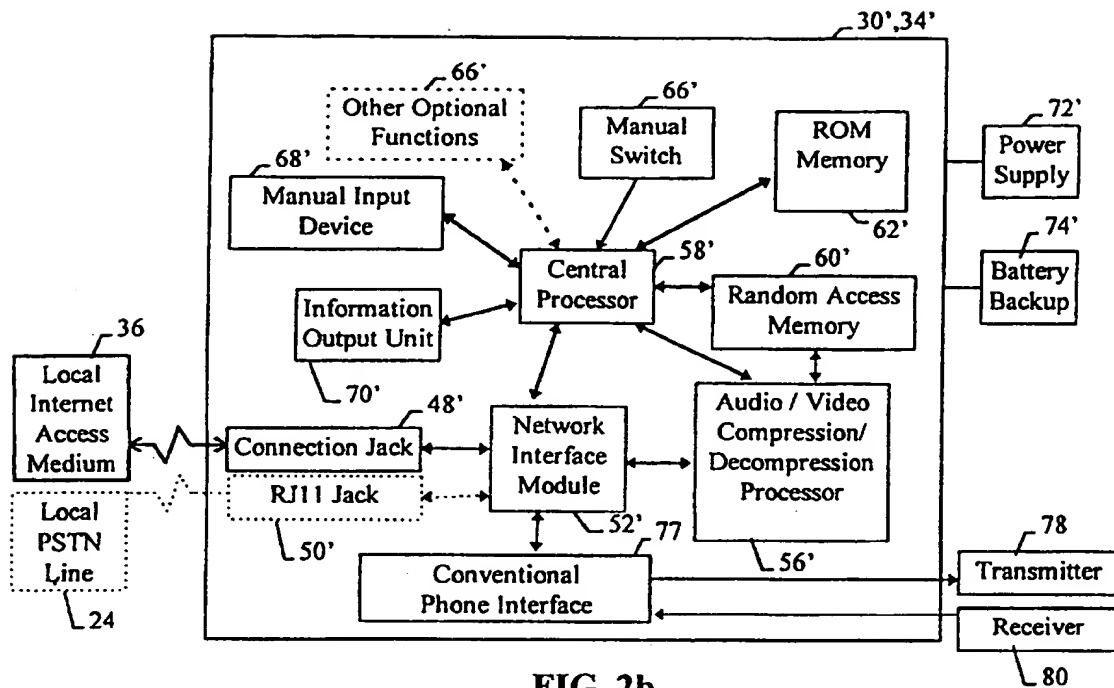 30',34'
66'
Other Optional
Functions
66'
Manual
Switch
ROM
Memory
62'
72'
Power
Supply
68'
Manual Input
Device
58'
Central
Processor
60'
Random Access
Memory
74'
Battery
Backup
Information
Output Unit
70'
36
Local
Internet
Access
Medium
48'
Connection Jack
RJ11 Jack
50'
Network
Interface
Module
52'
Audio / Video
Compression/
Decompression
Processor
56'
Local
PSTN
Line
24
77
Conventional
Phone Interface
78
Transmitter
Receiver
80
FIG. 2b